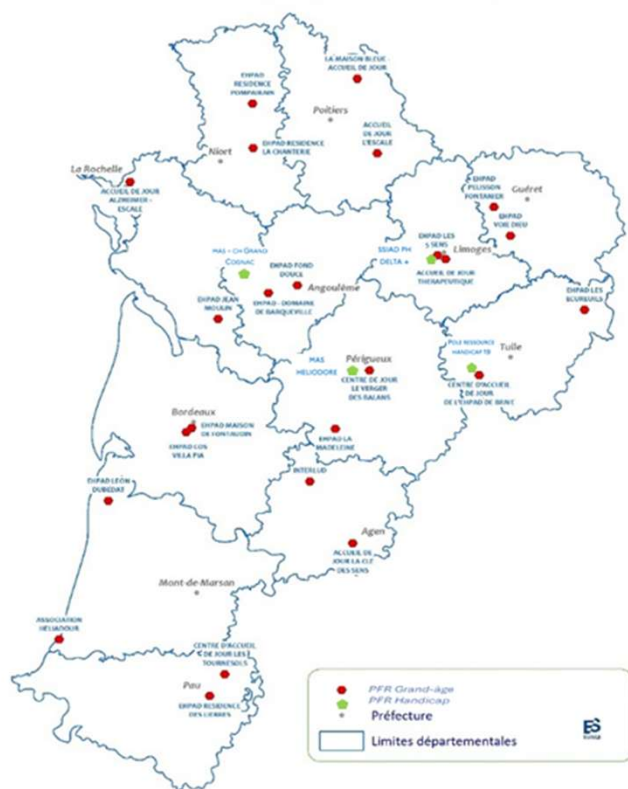 LA MAISON BLEUE -
ACCUEIL DE JOUR
EHPAD
RESIDENCE
POMPAIRAIN
Poitiers
ACCUEIL
DE JOUR
L'ESCALE
EHPAD RESIDENCE
LA CHANTERIE
Niort
La Rochelle
ACCUEIL DE JOUR
ALZHEIMER -
ESCALE
EHPAD
PELISSON
FONTANIER
Guéret
EHPAD
VOIE DIEU
MAS - CH GRAND
COGNAC
SSIAD PH
DELTA +
EHPAD LES
5 SENS
Limoges
ACCUEIL DE JOUR
THERAPEUTIQUE
EHPAD FOND
DOUCE
Angoulême
EHPAD - DOMAINE
DE BARQUEVILLE
EHPAD JEAN
MOULIN
EHPAD LES
ECUREUILS
POLE RESSOURCE
HANDICAP 19
Tulle
MAS
HELIODORE
Périgueux
CENTRE DE JOUR
LE VERGER
DES BALANS
CENTRE D'ACCUEIL
DE JOUR
DE L'EHPAD DE BRIVE
Bordeaux
EHPAD MAISON
DE FONTAUDIN
EHPAD COS
VILLA PIA
EHPAD LA
MADELEINE
INTERLUD
EHPAD LÉON
DUBEDAT
Agen
ACCUEIL DE
JOUR LA CLE
DES SENS
Mont-de-Marsan
ASSOCIATION
HELIADOUR
CENTRE D'ACCUEIL
DE JOUR LES
TOURNESOLS
Pau
EHPAD RESIDENCE
DES LIERRES
PFR Grand-âge
PFR Handicap
Préfecture
Limites départementales